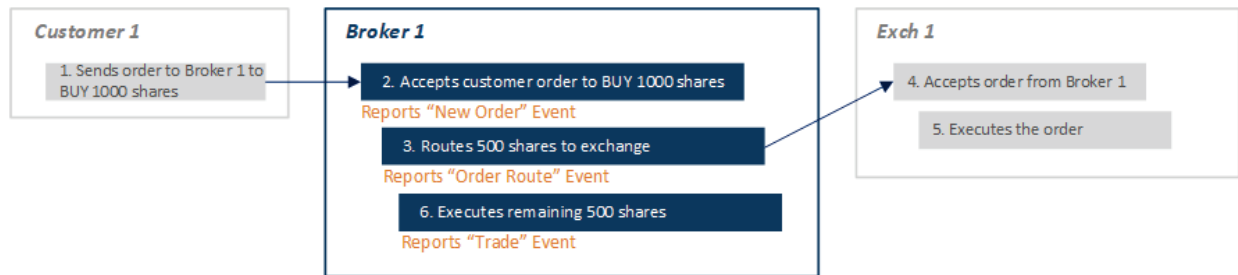 Customer 1
1. Sends order to Broker 1 to
BUY 1000 shares
Broker 1
2. Accepts customer order to BUY 1000 shares
Reports “New Order” Event
3. Routes 500 shares to exchange
Reports “Order Route” Event
6. Executes remaining 500 shares
Reports “Trade” Event
Exch 1
4. Accepts order from Broker 1
5. Executes the order